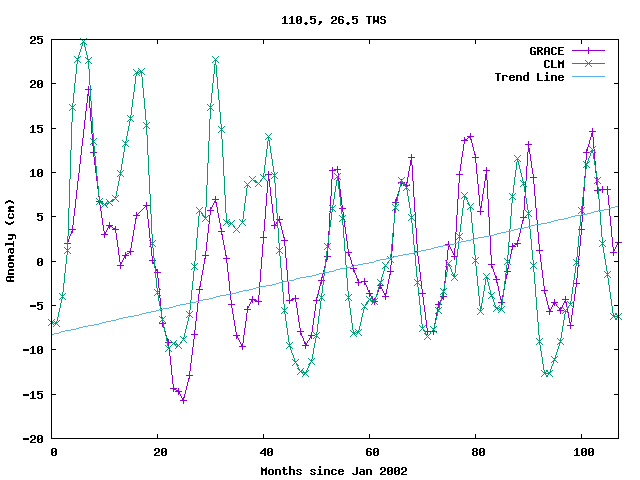 110.5, 26.5 TWS
GRACE
CLM
Trend Line
25
20
15
10
5
0
-5
-10
-15
-20
Anomaly (cm)
0 20 40 60 80 100
Months since Jan 2002